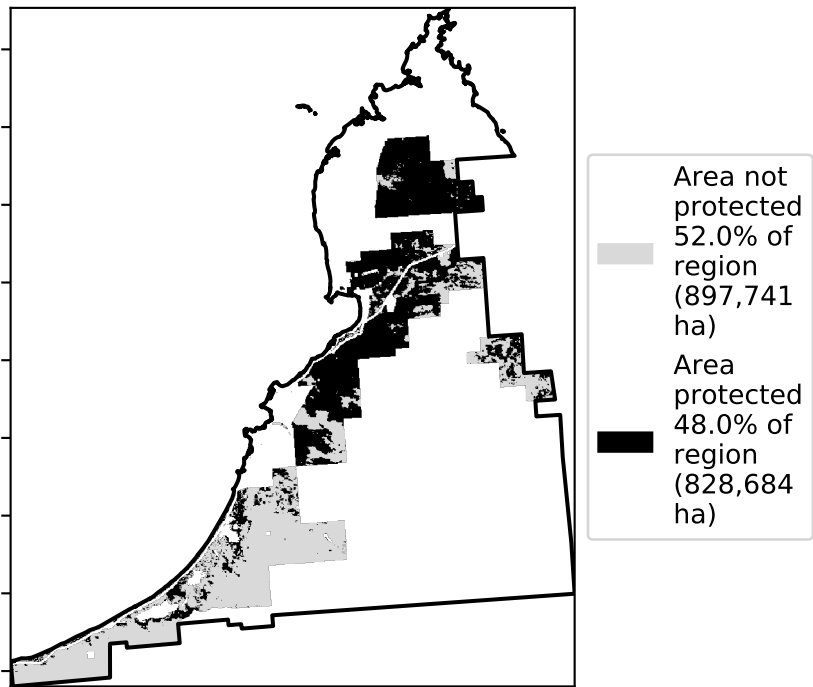 Area not
protected
52.0% of
region
(897,741
ha)
Area
protected
48.0% of
region
(828,684
ha)